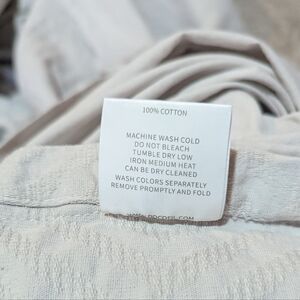 100% COTTON
MACHINE WASH COLD
DO NOT BLEACH
TUMBLE DRY LOW
IRON MEDIUM HEAT
CAN BE DRY CLEANED
WASH COLORS SEPARATELY
REMOVE PROMPTLY AND FOLD